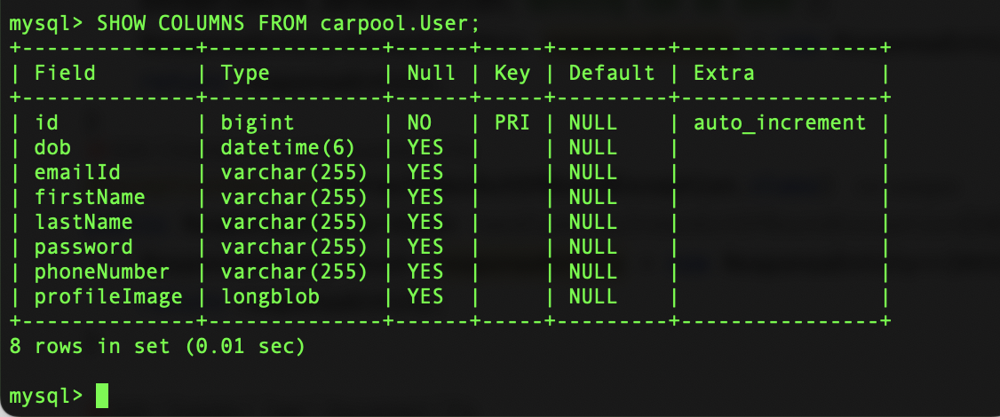 mysql> SHOW COLUMNS FROM carpool.User;
+--------------+--------------+------+-----+---------+----------------+
| Field        | Type         | Null | Key | Default | Extra          |
+--------------+--------------+------+-----+---------+----------------+
| id           | bigint       | NO   | PRI | NULL    | auto_increment |
| dob          | datetime(6)  | YES  |     | NULL    |                |
| emailId      | varchar(255) | YES  |     | NULL    |                |
| firstName    | varchar(255) | YES  |     | NULL    |                |
| lastName     | varchar(255) | YES  |     | NULL    |                |
| password     | varchar(255) | YES  |     | NULL    |                |
| phoneNumber  | varchar(255) | YES  |     | NULL    |                |
| profileImage | longblob     | YES  |     | NULL    |                |
+--------------+--------------+------+-----+---------+----------------+
8 rows in set (0.01 sec)
mysql>